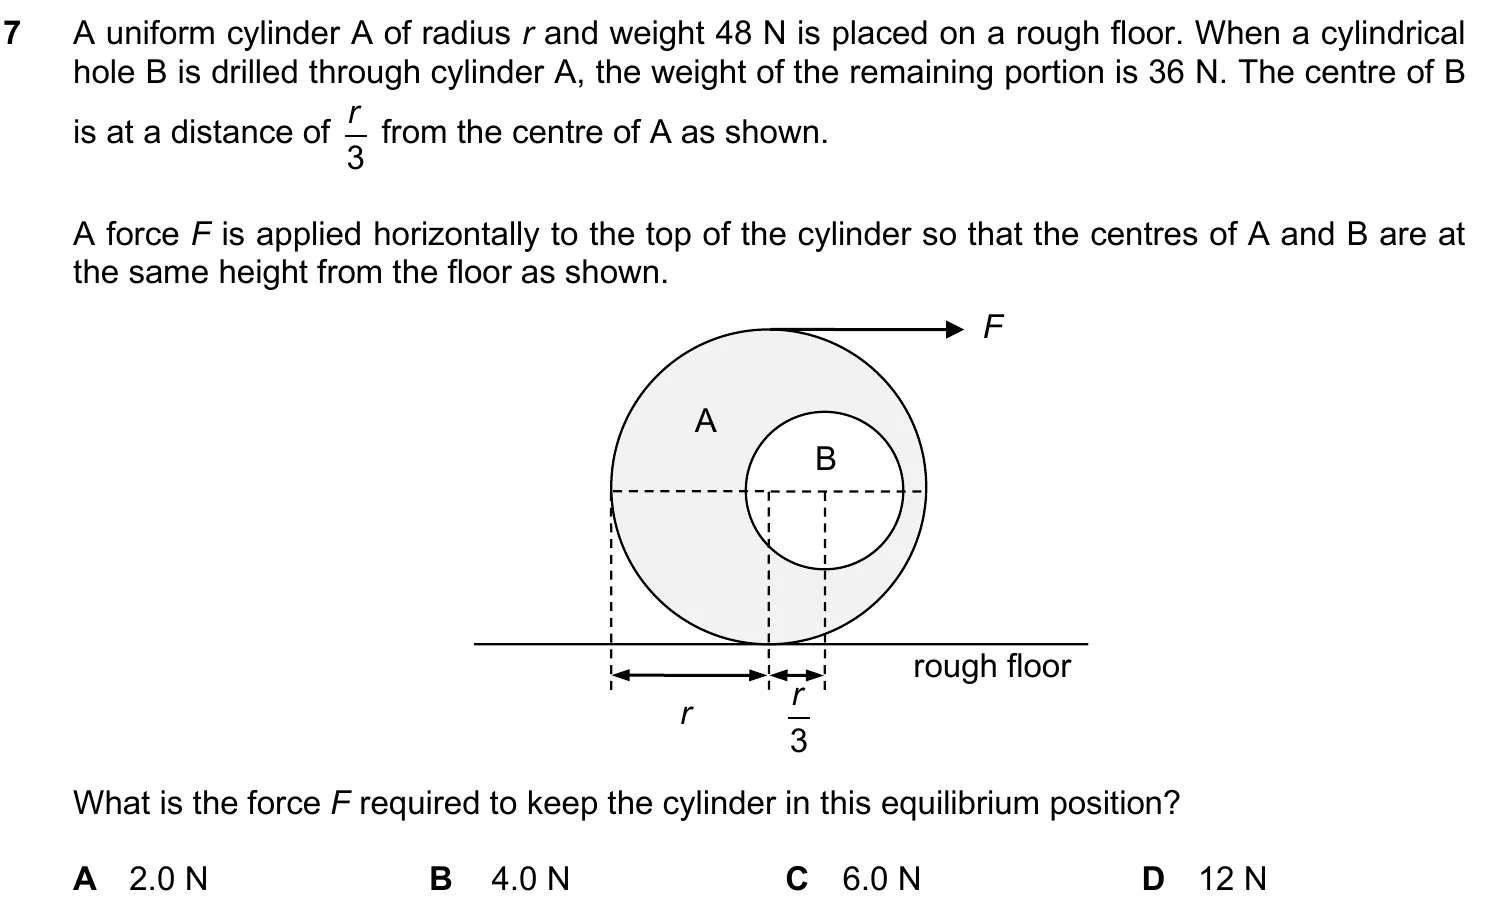 7 A uniform cylinder A of radius r and weight 48 N is placed on a rough floor. When a cylindrical
hole B is drilled through cylinder A, the weight of the remaining portion is 36 N. The centre of B
is at a distance of r/3 from the centre of A as shown.
A force F is applied horizontally to the top of the cylinder so that the centres of A and B are at
the same height from the floor as shown.
F
A
B
rough floor
r
r/3
What is the force F required to keep the cylinder in this equilibrium position?
A 2.0 N B 4.0 N C 6.0 N D 12 N